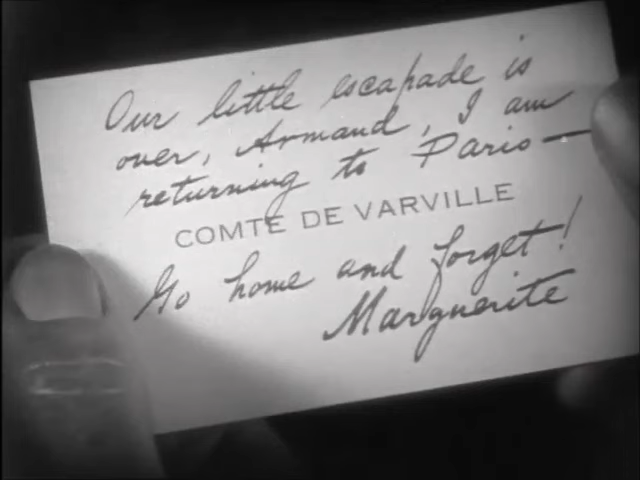 Our little escapade is
over, Armand, I am
returning to Paris—
COMTE DE VARVILLE
Go home and forget!
Marguerite